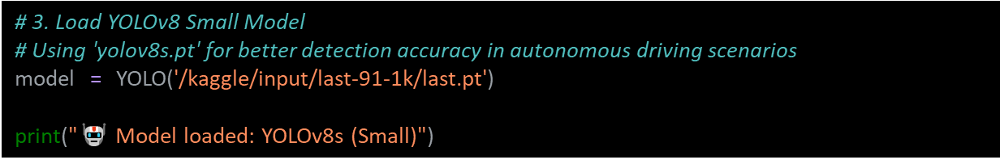 # 3. Load YOLOv8 Small Model
# Using 'yolov8s.pt' for better detection accuracy in autonomous driving scenarios
model = YOLO('/kaggle/input/last-91-1k/last.pt')
print("🤖 Model loaded: YOLOv8s (Small)")